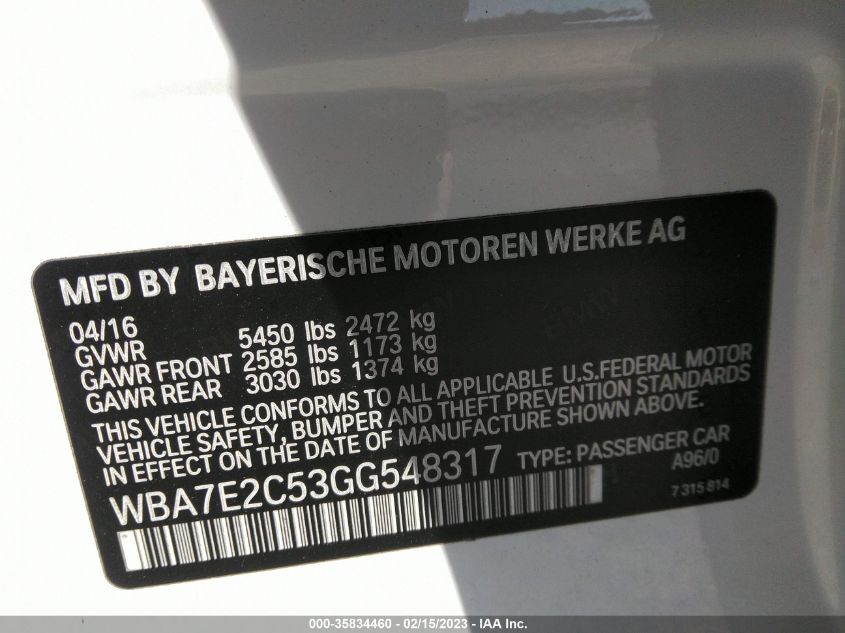 MFD BY BAYERISCHE MOTOREN WERKE AG
04/16
GVWR 5450 lbs 2472 kg
GAWR FRONT 2585 lbs 1173 kg
GAWR REAR 3030 lbs 1374 kg
THIS VEHICLE CONFORMS TO ALL APPLICABLE U.S.FEDERAL MOTOR
VEHICLE SAFETY, BUMPER AND THEFT PREVENTION STANDARDS
IN EFFECT ON THE DATE OF MANUFACTURE SHOWN ABOVE.
WBA7E2C53GG548317 TYPE: PASSENGER CAR
A96/0
7 315 814
000-35834460 - 02/15/2023 - IAA Inc.